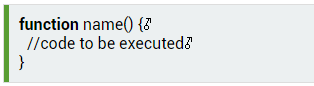 function name() {♂
//code to be executed♂
}